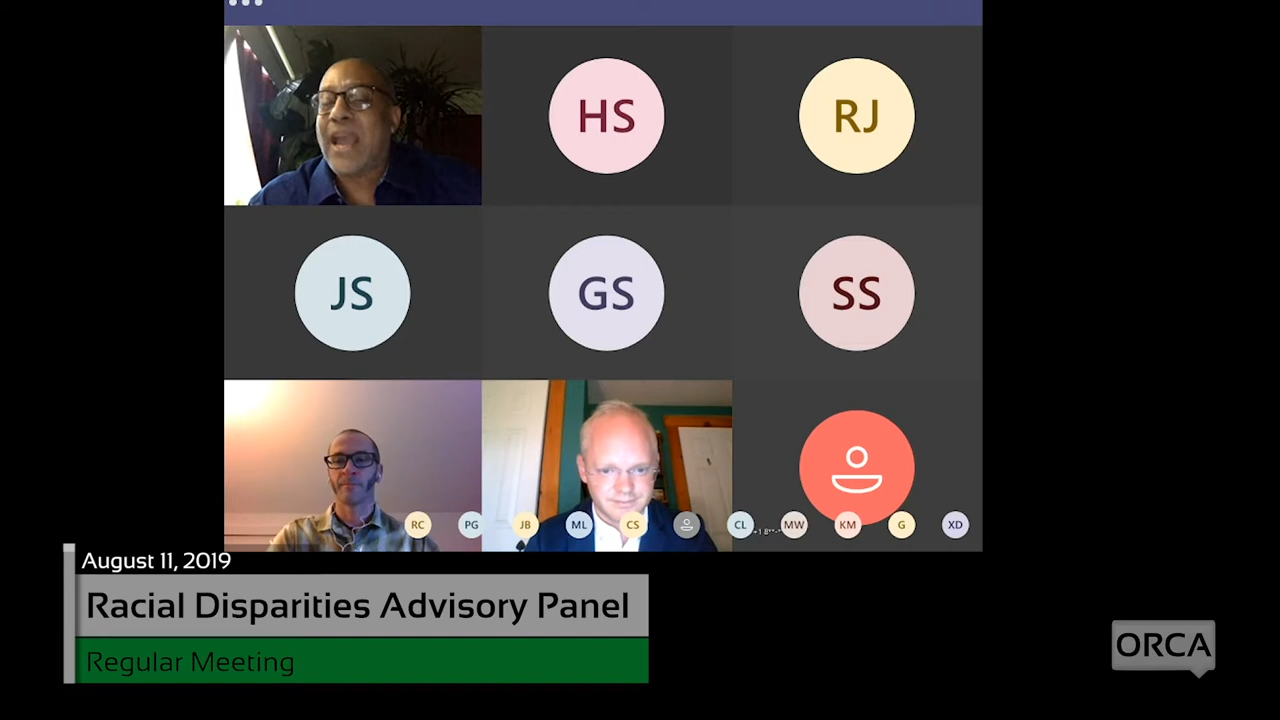 HS
RJ
JS
GS
SS
RC PG JB ML CS CL MW KM G XD
August 11, 2019
Racial Disparities Advisory Panel
Regular Meeting
ORCA